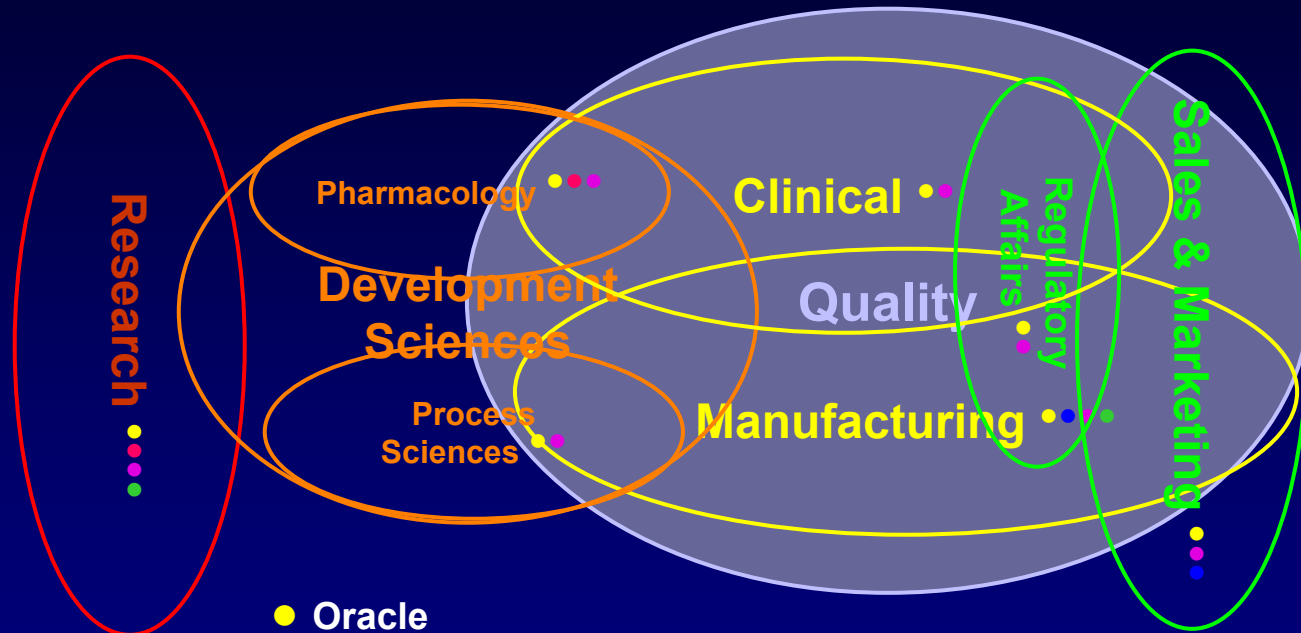 Research
Pharmacology
Development
Sciences
Process
Sciences
Clinical
Quality
Manufacturing
Regulatory
Affairs
Sales & Marketing
Oracle